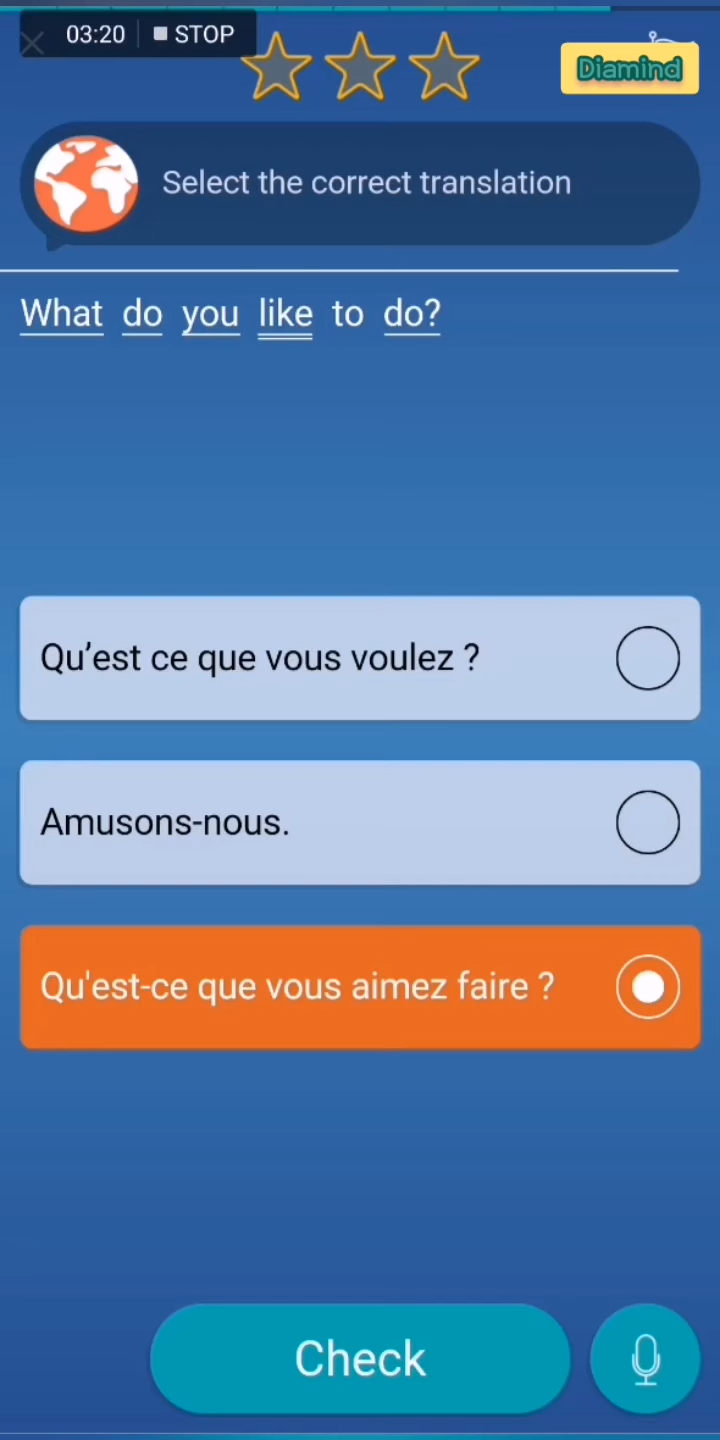 03:20 STOP
Diamind
Select the correct translation
What do you like to do?
Qu’est ce que vous voulez ?
Amusons-nous.
Qu'est-ce que vous aimez faire ?
Check